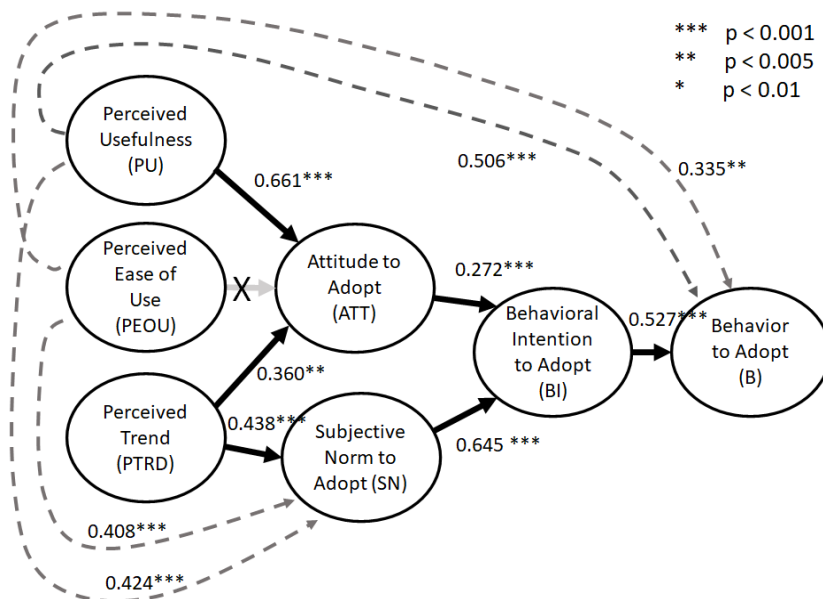 *** p < 0.001
** p < 0.005
* p < 0.01
Perceived
Usefulness
(PU)
0.661***
0.506***
0.335**
Perceived
Ease of
Use
(PEOU)
X
Attitude to
Adopt
(ATT)
0.272***
Behavioral
Intention
to Adopt
(BI)
0.527***
Behavior
to Adopt
(B)
0.360**
0.438***
Perceived
Trend
(PTRD)
Subjective
Norm to
Adopt (SN)
0.645 ***
0.408***
0.424***